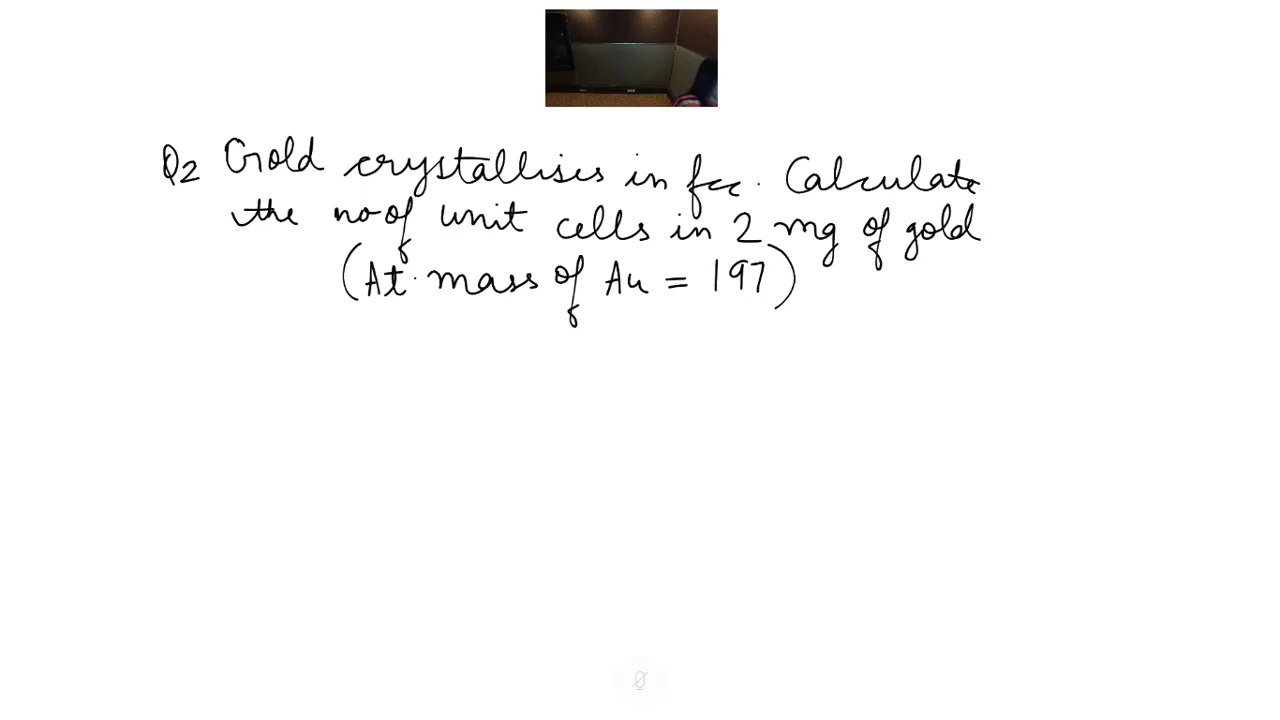 Q2 Gold crystallises in fcc. Calculate
the no of unit cells in 2 mg of gold
(At. mass of Au = 197)